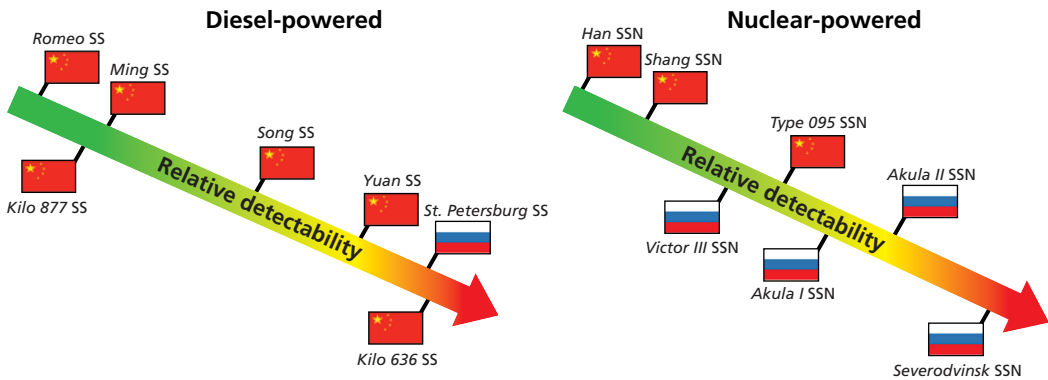 Diesel-powered
Romeo SS
Ming SS
Song SS
Yuan SS
St. Petersburg SS
Kilo 877 SS
Kilo 636 SS
Relative detectability
Nuclear-powered
Han SSN
Shang SSN
Type 095 SSN
Akula II SSN
Victor III SSN
Akula I SSN
Severodvinsk SSN
Relative detectability